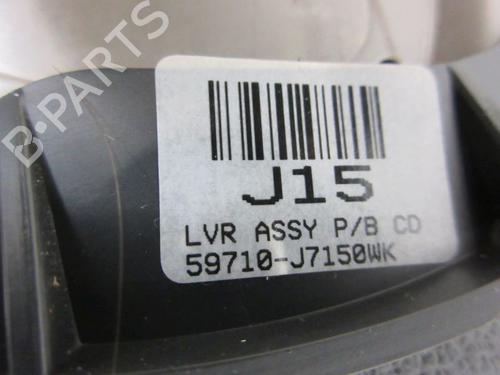 B-PARTS
J15
LVR ASSY P/B CD
59710-J7150WK